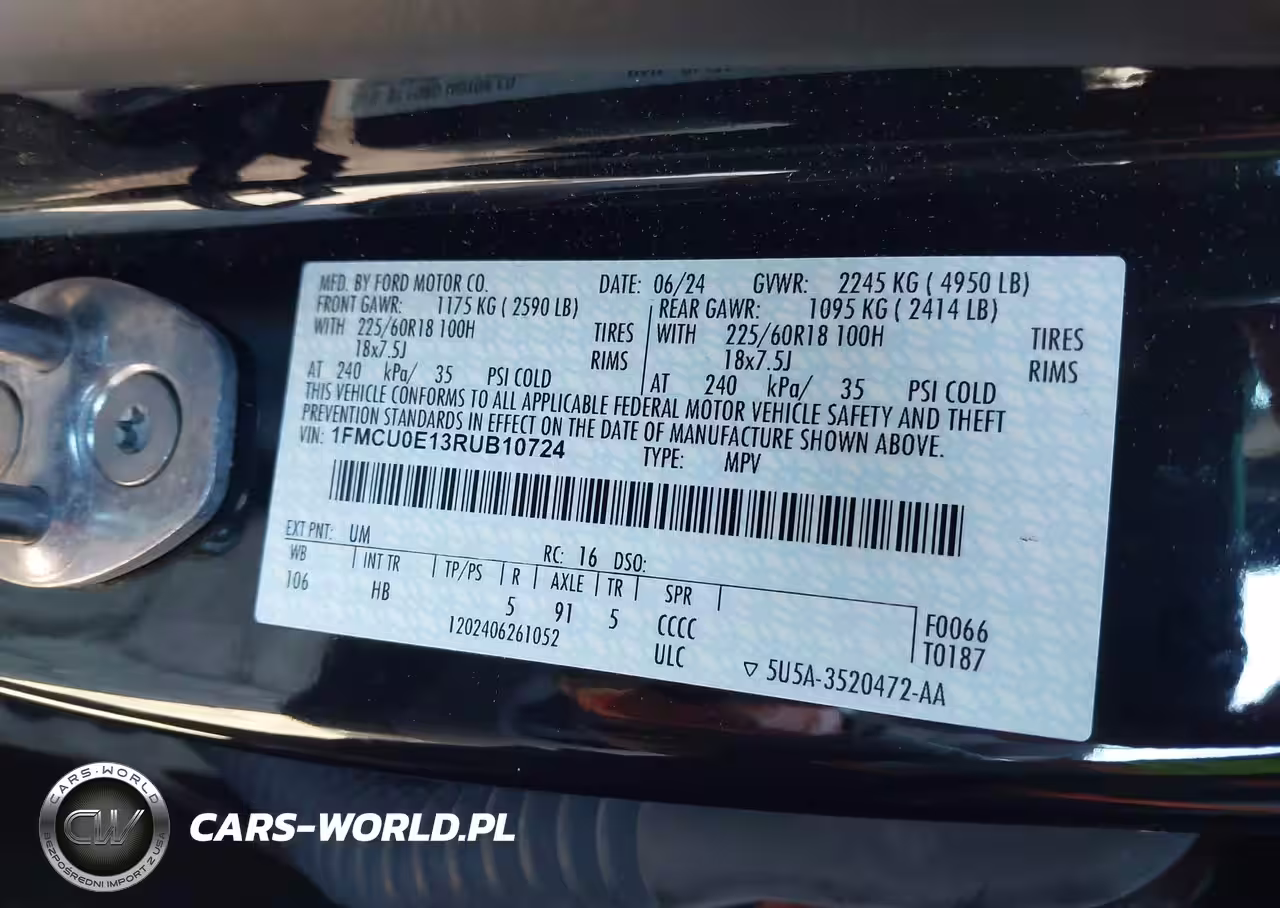 MFD. BY FORD MOTOR CO. DATE: 06/24 GVWR: 2245 KG ( 4950 LB)
FRONT GAWR: 1175 KG ( 2590 LB) REAR GAWR: 1095 KG ( 2414 LB)
WITH 225/60R18 100H TIRES WITH 225/60R18 100H TIRES
18x7.5J RIMS 18x7.5J RIMS
AT 240 kPa/ 35 PSI COLD AT 240 kPa/ 35 PSI COLD
THIS VEHICLE CONFORMS TO ALL APPLICABLE FEDERAL MOTOR VEHICLE SAFETY AND THEFT
PREVENTION STANDARDS IN EFFECT ON THE DATE OF MANUFACTURE SHOWN ABOVE.
VIN: 1FMCU0E13RUB10724 TYPE: MPV
EXT PNT: UM RC: 16 DSO:
WB INT TR TP/PS R AXLE TR SPR
106 HB 5 91 5 CCCC F0066
1202406261052 ULC T0187
▽ 5U5A-3520472-AA
CARS-WORLD
CW
BEZPOŚREDNI IMPORT Z USA
CARS-WORLD.PL